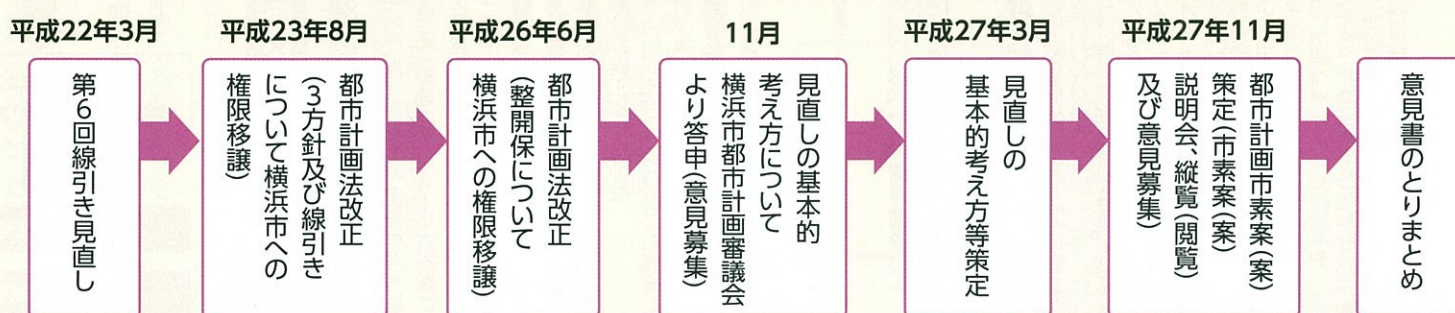 平成22年3月
第6回線引き見直し
平成23年8月
都市計画法改正
(3方針及び線引き
について横浜市への
権限移譲)
平成26年6月
都市計画法改正
(整開保について
横浜市への権限移譲)
11月
見直しの基本的
考え方について
横浜市都市計画審議会
より答申(意見募集)
平成27年3月
見直しの
基本的考え方等策定
平成27年11月
都市計画市素案(案)
策定(市素案(案)
説明会、縦覧(閲覧)
及び意見募集)
意見書のとりまとめ